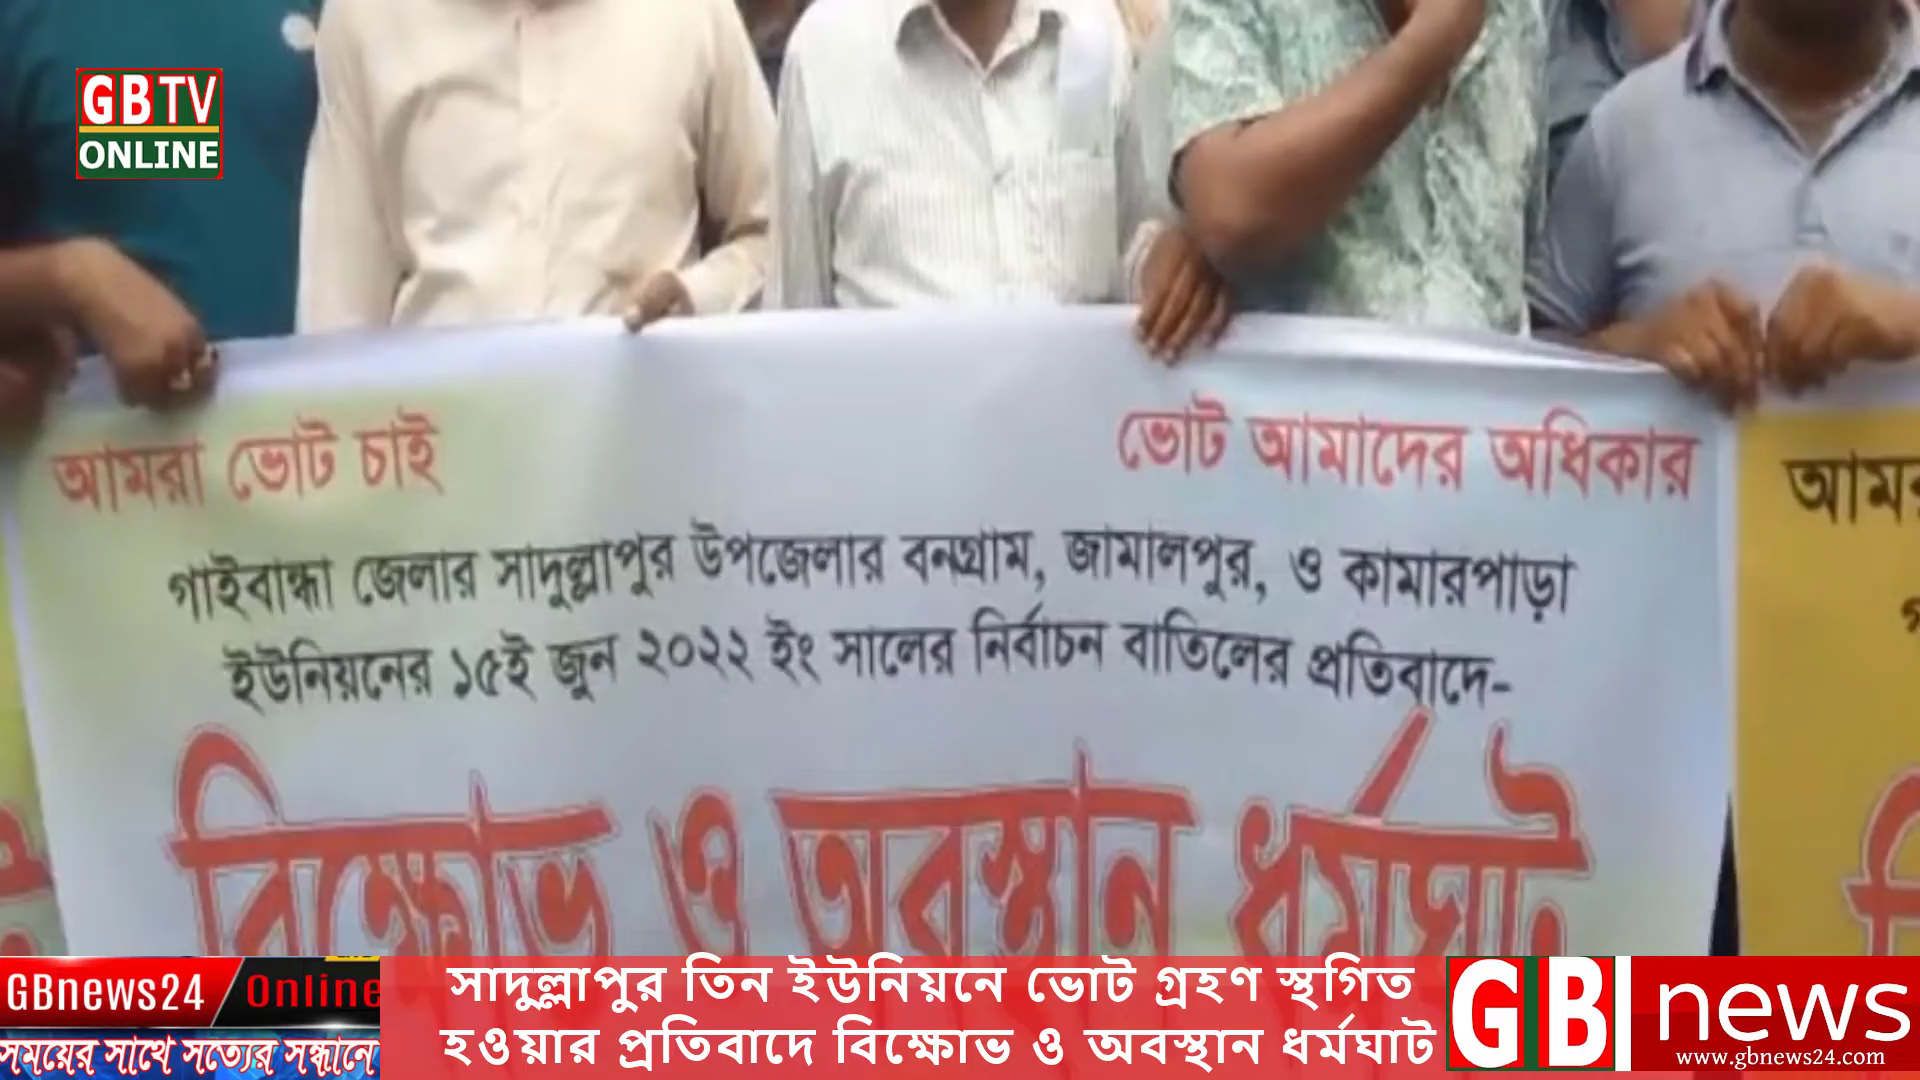 GBTV
ONLINE
আমরা ভোট চাই
ভোট আমাদের অধিকার
গাইবান্ধা জেলার সাদুল্লাপুর উপজেলার বনগ্রাম, জামালপুর, ও কামারপাড়া
ইউনিয়নের ১৫ই জুন ২০২২ ইং সালের নির্বাচন বাতিলের প্রতিবাদে-
বিক্ষোভ ও অবস্থান ধর্মঘট
GBnews24 Online
সময়ের সাথে সত্যের সন্ধানে
সাদুল্লাপুর তিন ইউনিয়নে ভোট গ্রহণ স্থগিত
হওয়ার প্রতিবাদে বিক্ষোভ ও অবস্থান ধর্মঘাট
GB news
www.gbnews24.com